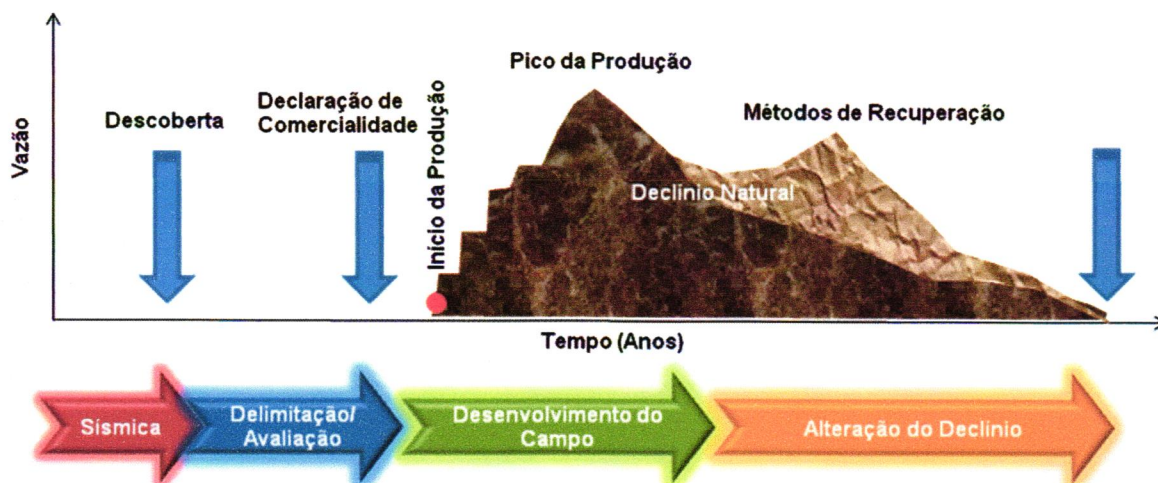 Vazão
Descoberta
Declaração de
Comercialidade
Início da Produção
Pico da Produção
Declínio Natural
Métodos de Recuperação
Tempo (Anos)
Sísmica
Delimitação/
Avaliação
Desenvolvimento do
Campo
Alteração do Declínio